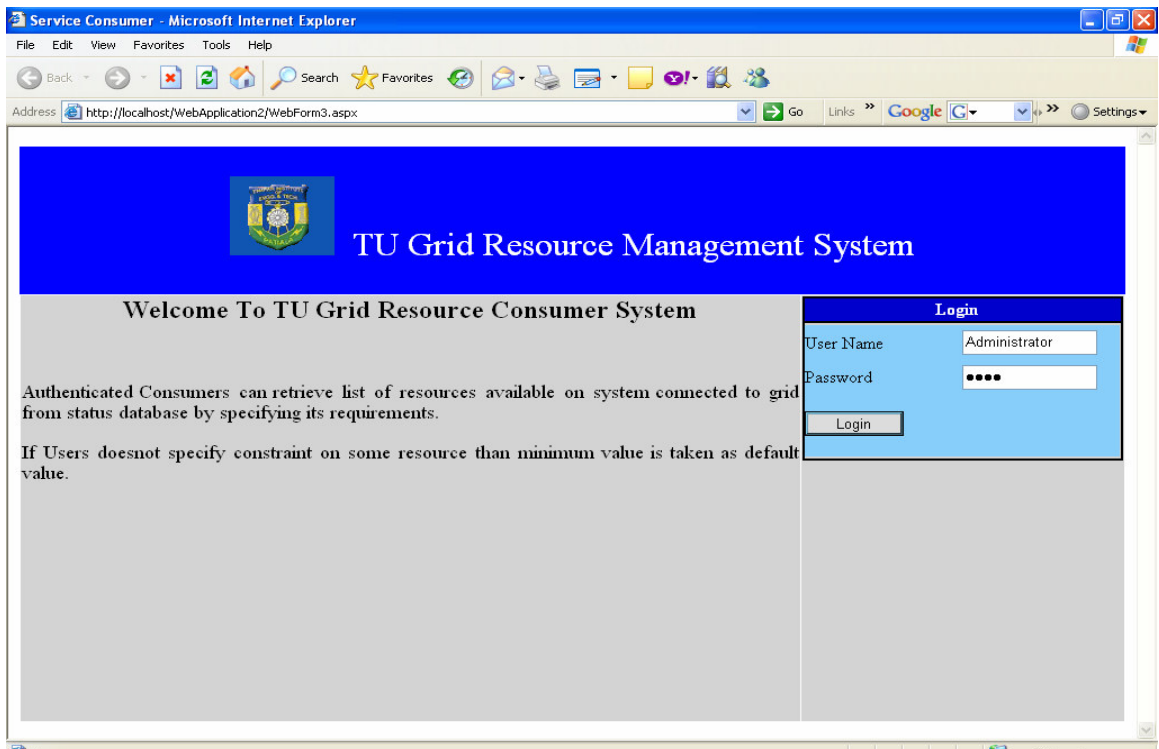 Service Consumer - Microsoft Internet Explorer
File Edit View Favorites Tools Help
Back Search Favorites
Address http://localhost/WebApplication2/WebForm3.aspx Go Links » Google G » Settings
PATIALA
TU Grid Resource Management System
Welcome To TU Grid Resource Consumer System
Authenticated Consumers can retrieve list of resources available on system connected to grid
from status database by specifying its requirements.
If Users doesnot specify constraint on some resource than minimum value is taken as default
value.
Login
User Name Administrator
Password ••••
Login